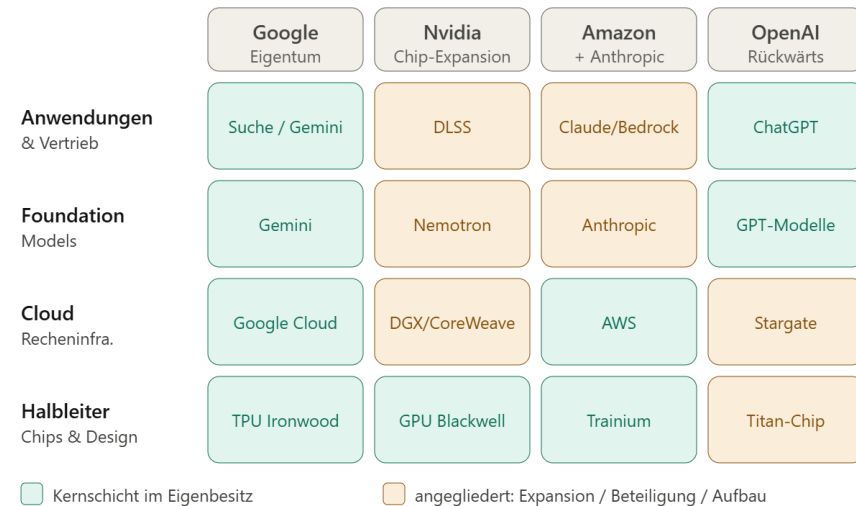 Google
Eigentum
Nvidia
Chip-Expansion
Amazon
+ Anthropic
OpenAI
Rückwärts
Anwendungen
& Vertrieb
Suche / Gemini
DLSS
Claude/Bedrock
ChatGPT
Foundation
Models
Gemini
Nemotron
Anthropic
GPT-Modelle
Cloud
Recheninfra.
Google Cloud
DGX/CoreWeave
AWS
Stargate
Halbleiter
Chips & Design
TPU Ironwood
GPU Blackwell
Trainium
Titan-Chip
Kernschicht im Eigenbesitz
angegliedert: Expansion / Beteiligung / Aufbau